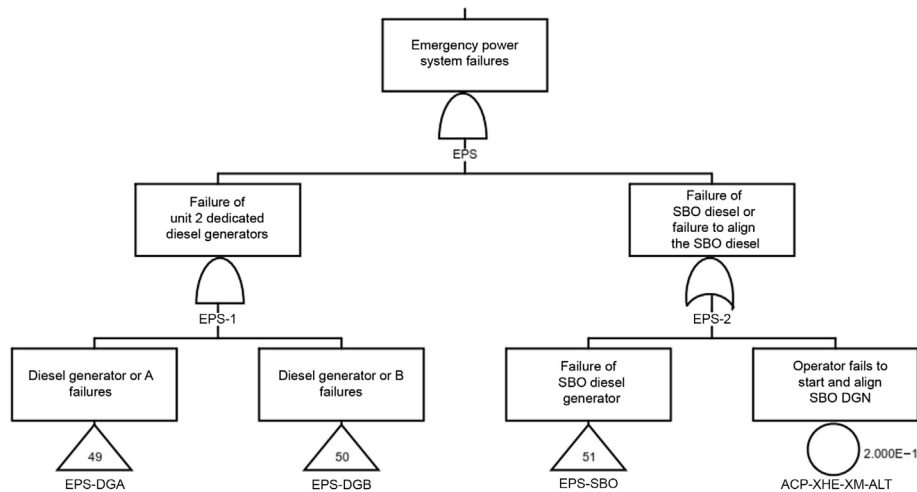 Emergency power
system failures
EPS
Failure of
unit 2 dedicated
diesel generators
Failure of
SBO diesel or
failure to align
the SBO diesel
EPS-1
EPS-2
Diesel generator or A
failures
Diesel generator or B
failures
Failure of
SBO diesel
generator
Operator fails to
start and align
SBO DGN
49
50
51
2.000E−1
EPS-DGA
EPS-DGB
EPS-SBO
ACP-XHE-XM-ALT